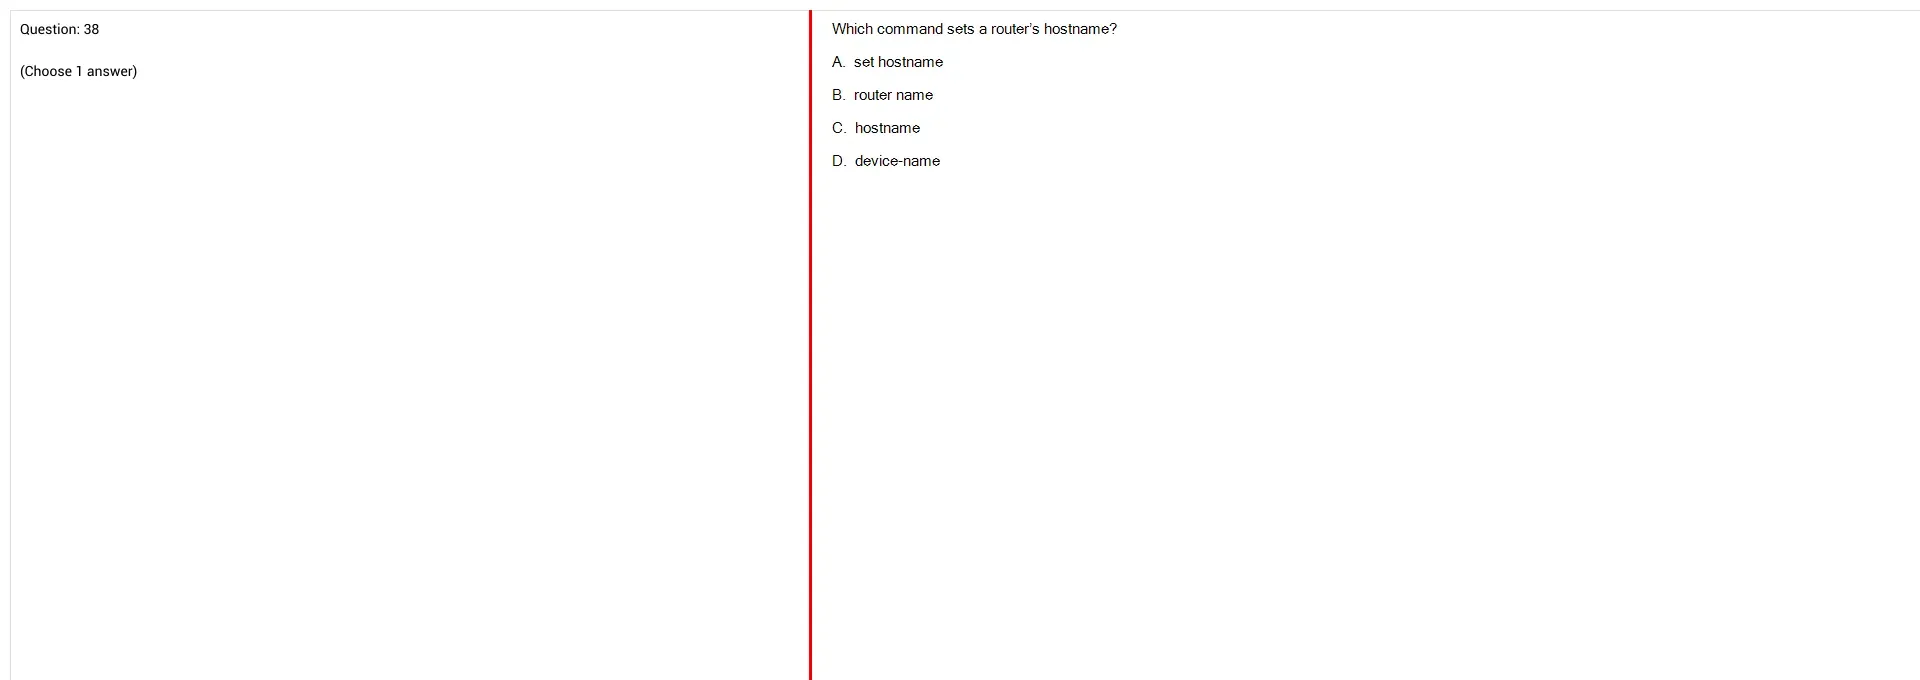 Question: 38
(Choose 1 answer)
Which command sets a router’s hostname?
A. set hostname
B. router name
C. hostname
D. device-name